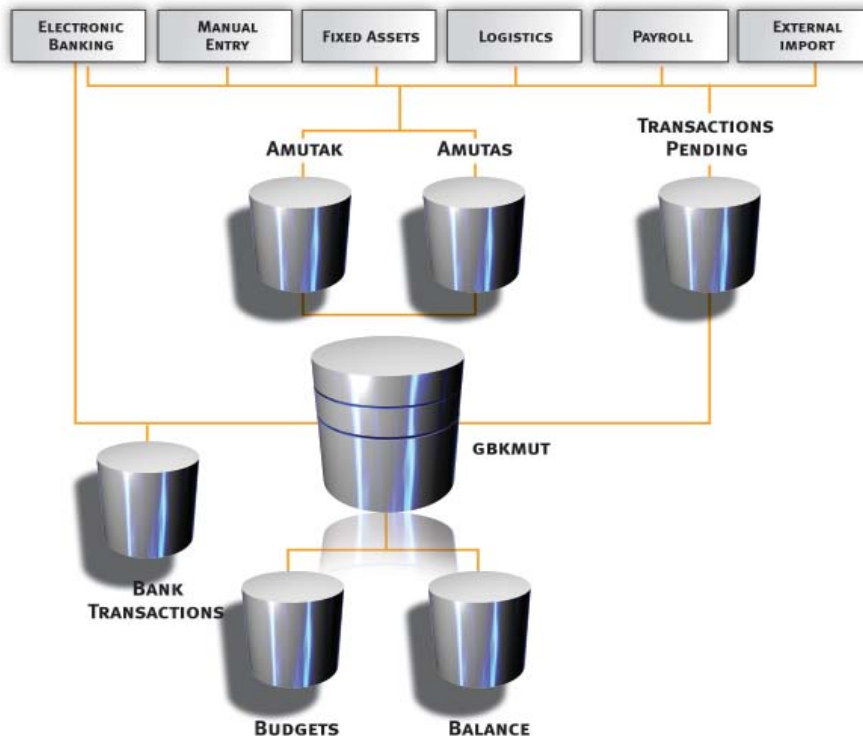 ELECTRONIC
BANKING
MANUAL
ENTRY
FIXED ASSETS
LOGISTICS
PAYROLL
EXTERNAL
IMPORT
AMUTAK
AMUTAS
TRANSACTIONS
PENDING
GBKMUT
BANK
TRANSACTIONS
BUDGETS
BALANCE